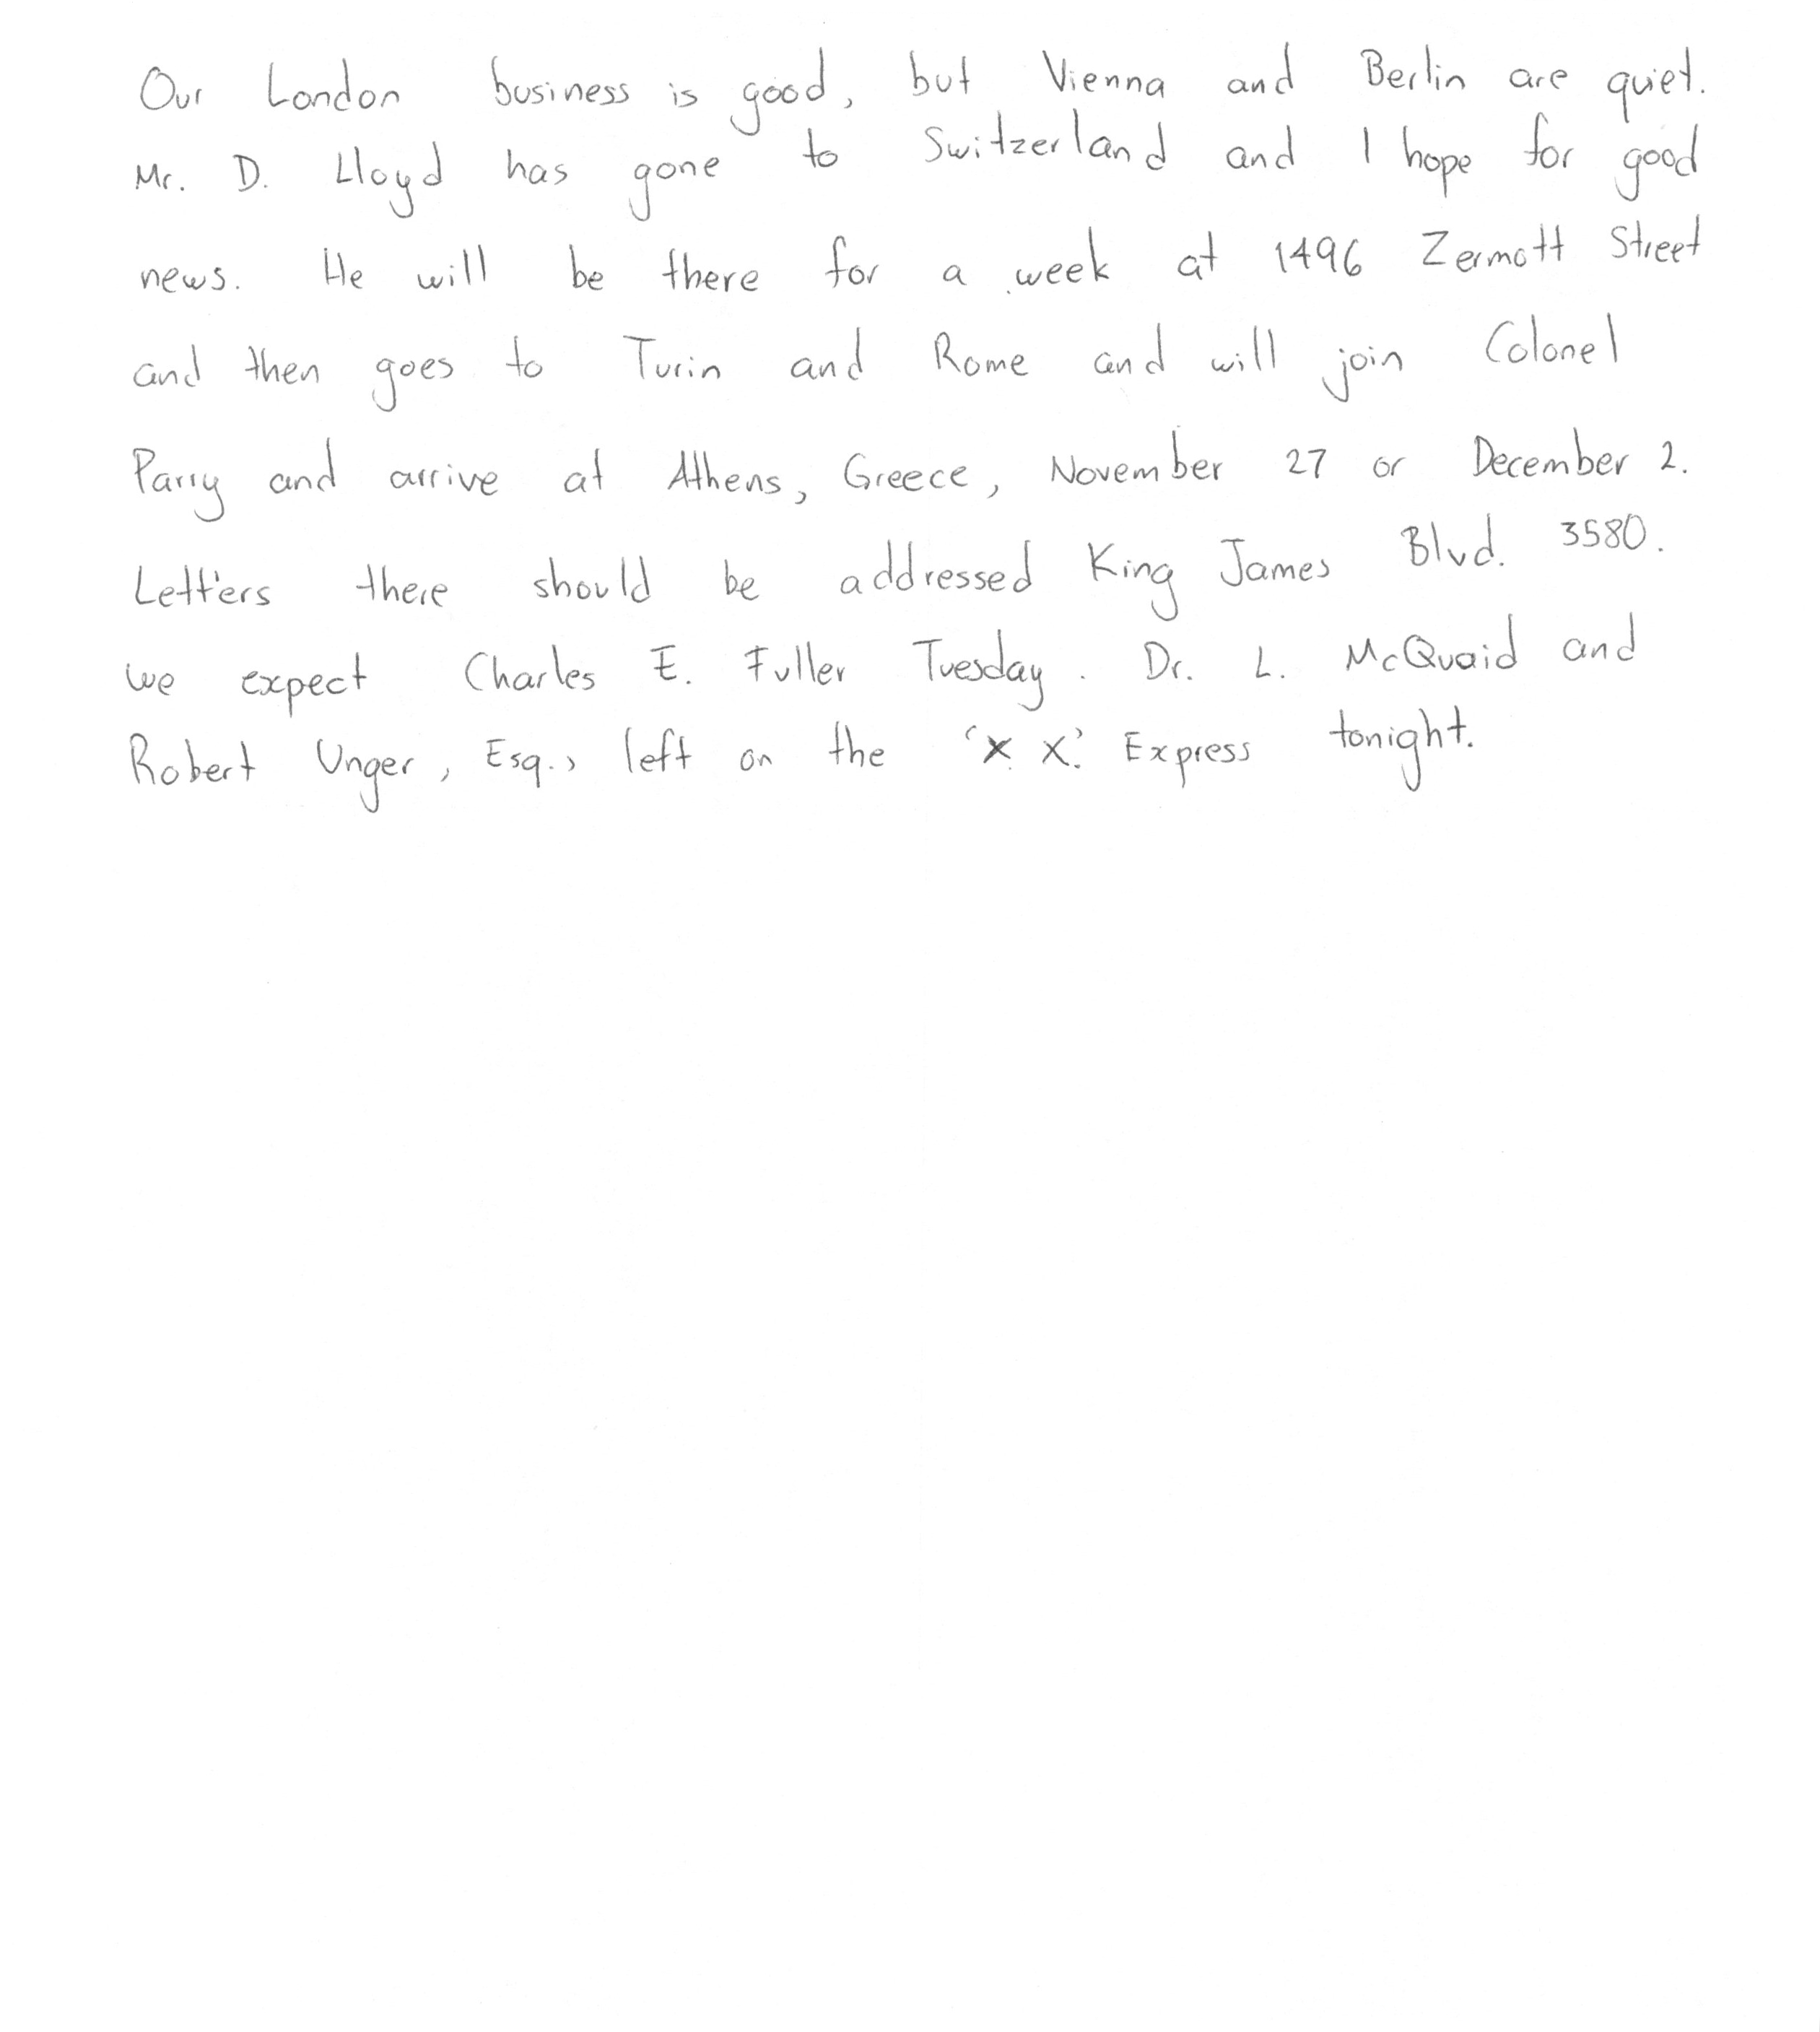 Our London business is good, but Vienna and Berlin are quiet.
Mr. D. Lloyd has gone to Switzerland and I hope for good
news. He will be there for a week at 1496 Zermott Street
and then goes to Turin and Rome and will join Colonel
Parry and arrive at Athens, Greece, November 27 or December 2.
Letters there should be addressed King James Blvd. 3580.
we expect Charles E. Fuller Tuesday. Dr. L. McQuaid and
Robert Unger, Esq., left on the 'X. X.' Express tonight.